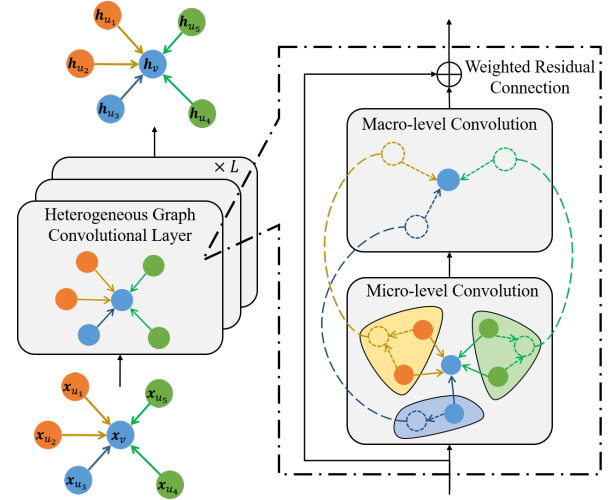 h_{u_1}
h_{u_5}
h_{u_2}
h_v
h_{u_3}
h_{u_4}
× L
Heterogeneous Graph
Convolutional Layer
x_{u_1}
x_{u_5}
x_{u_2}
x_v
x_{u_3}
x_{u_4}
Weighted Residual
Connection
Macro-level Convolution
Micro-level Convolution